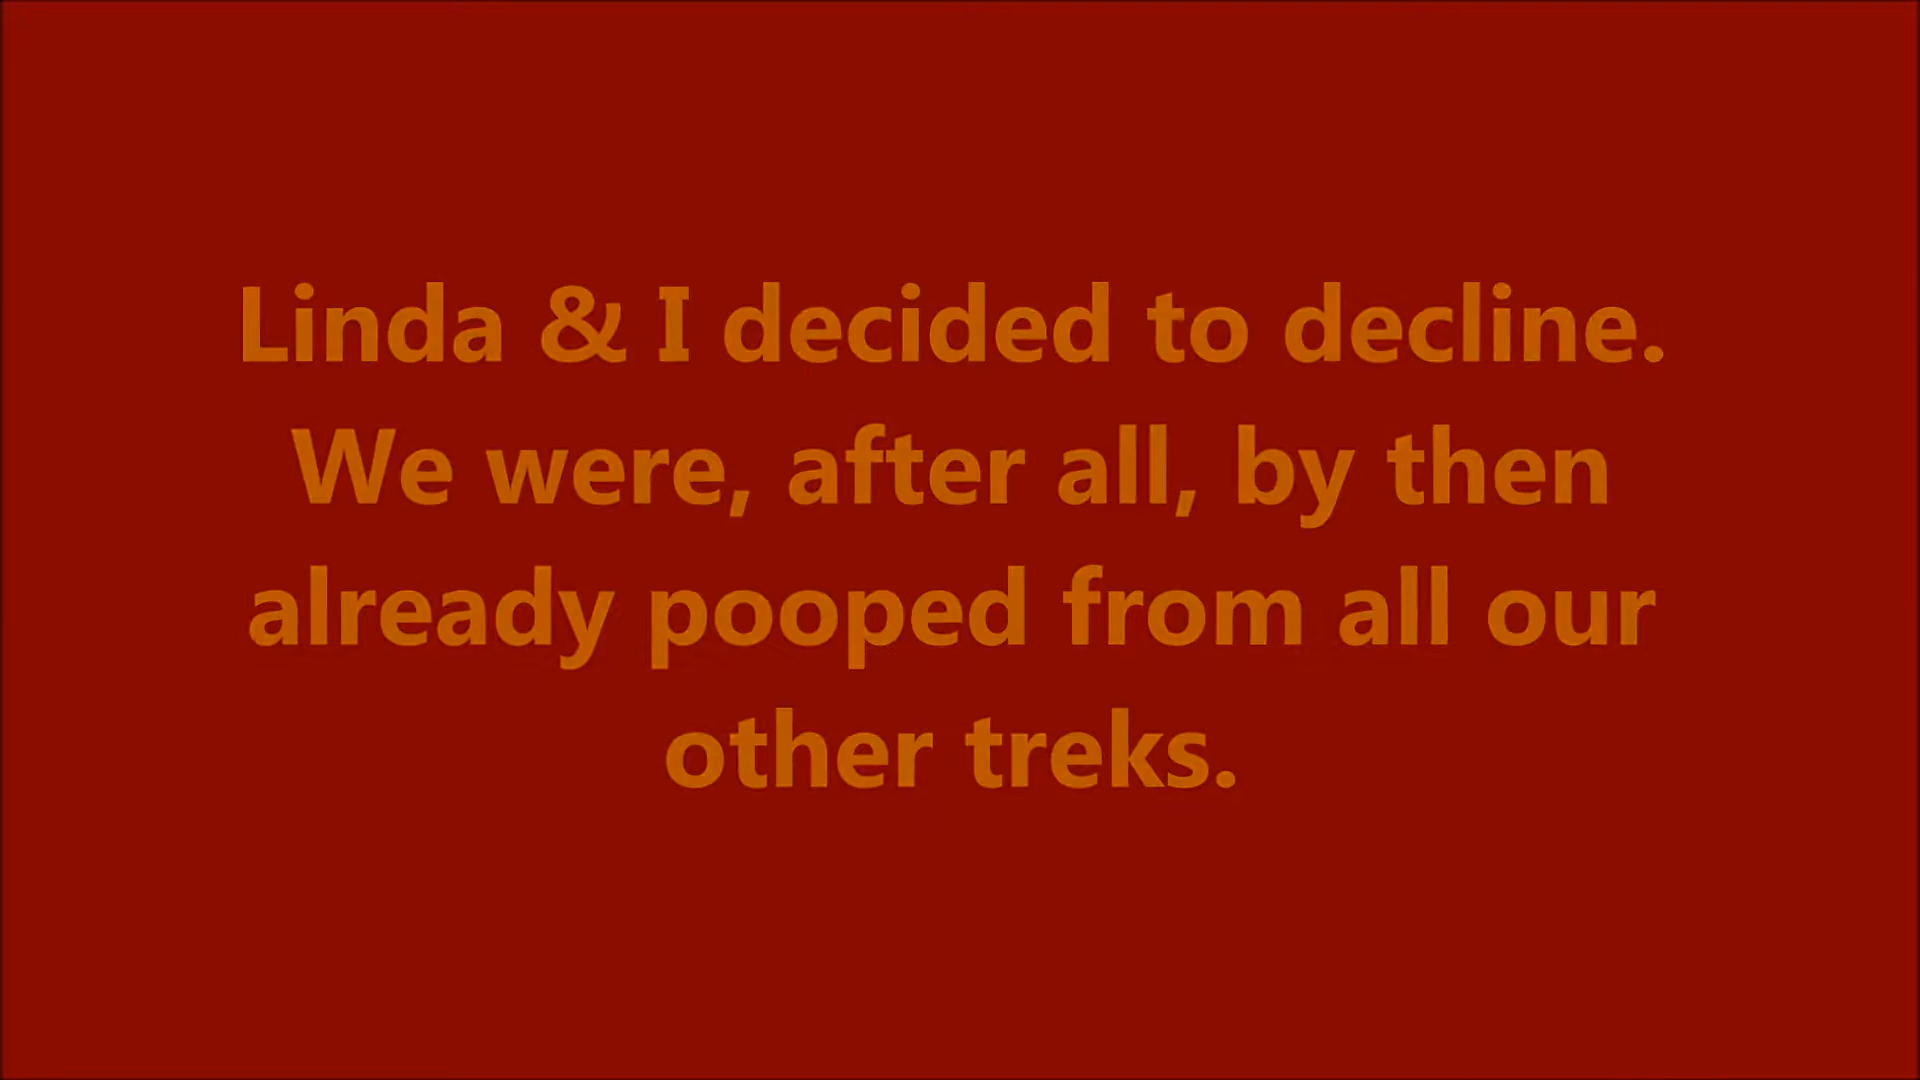 Linda & I decided to decline.
We were, after all, by then
already pooped from all our
other treks.